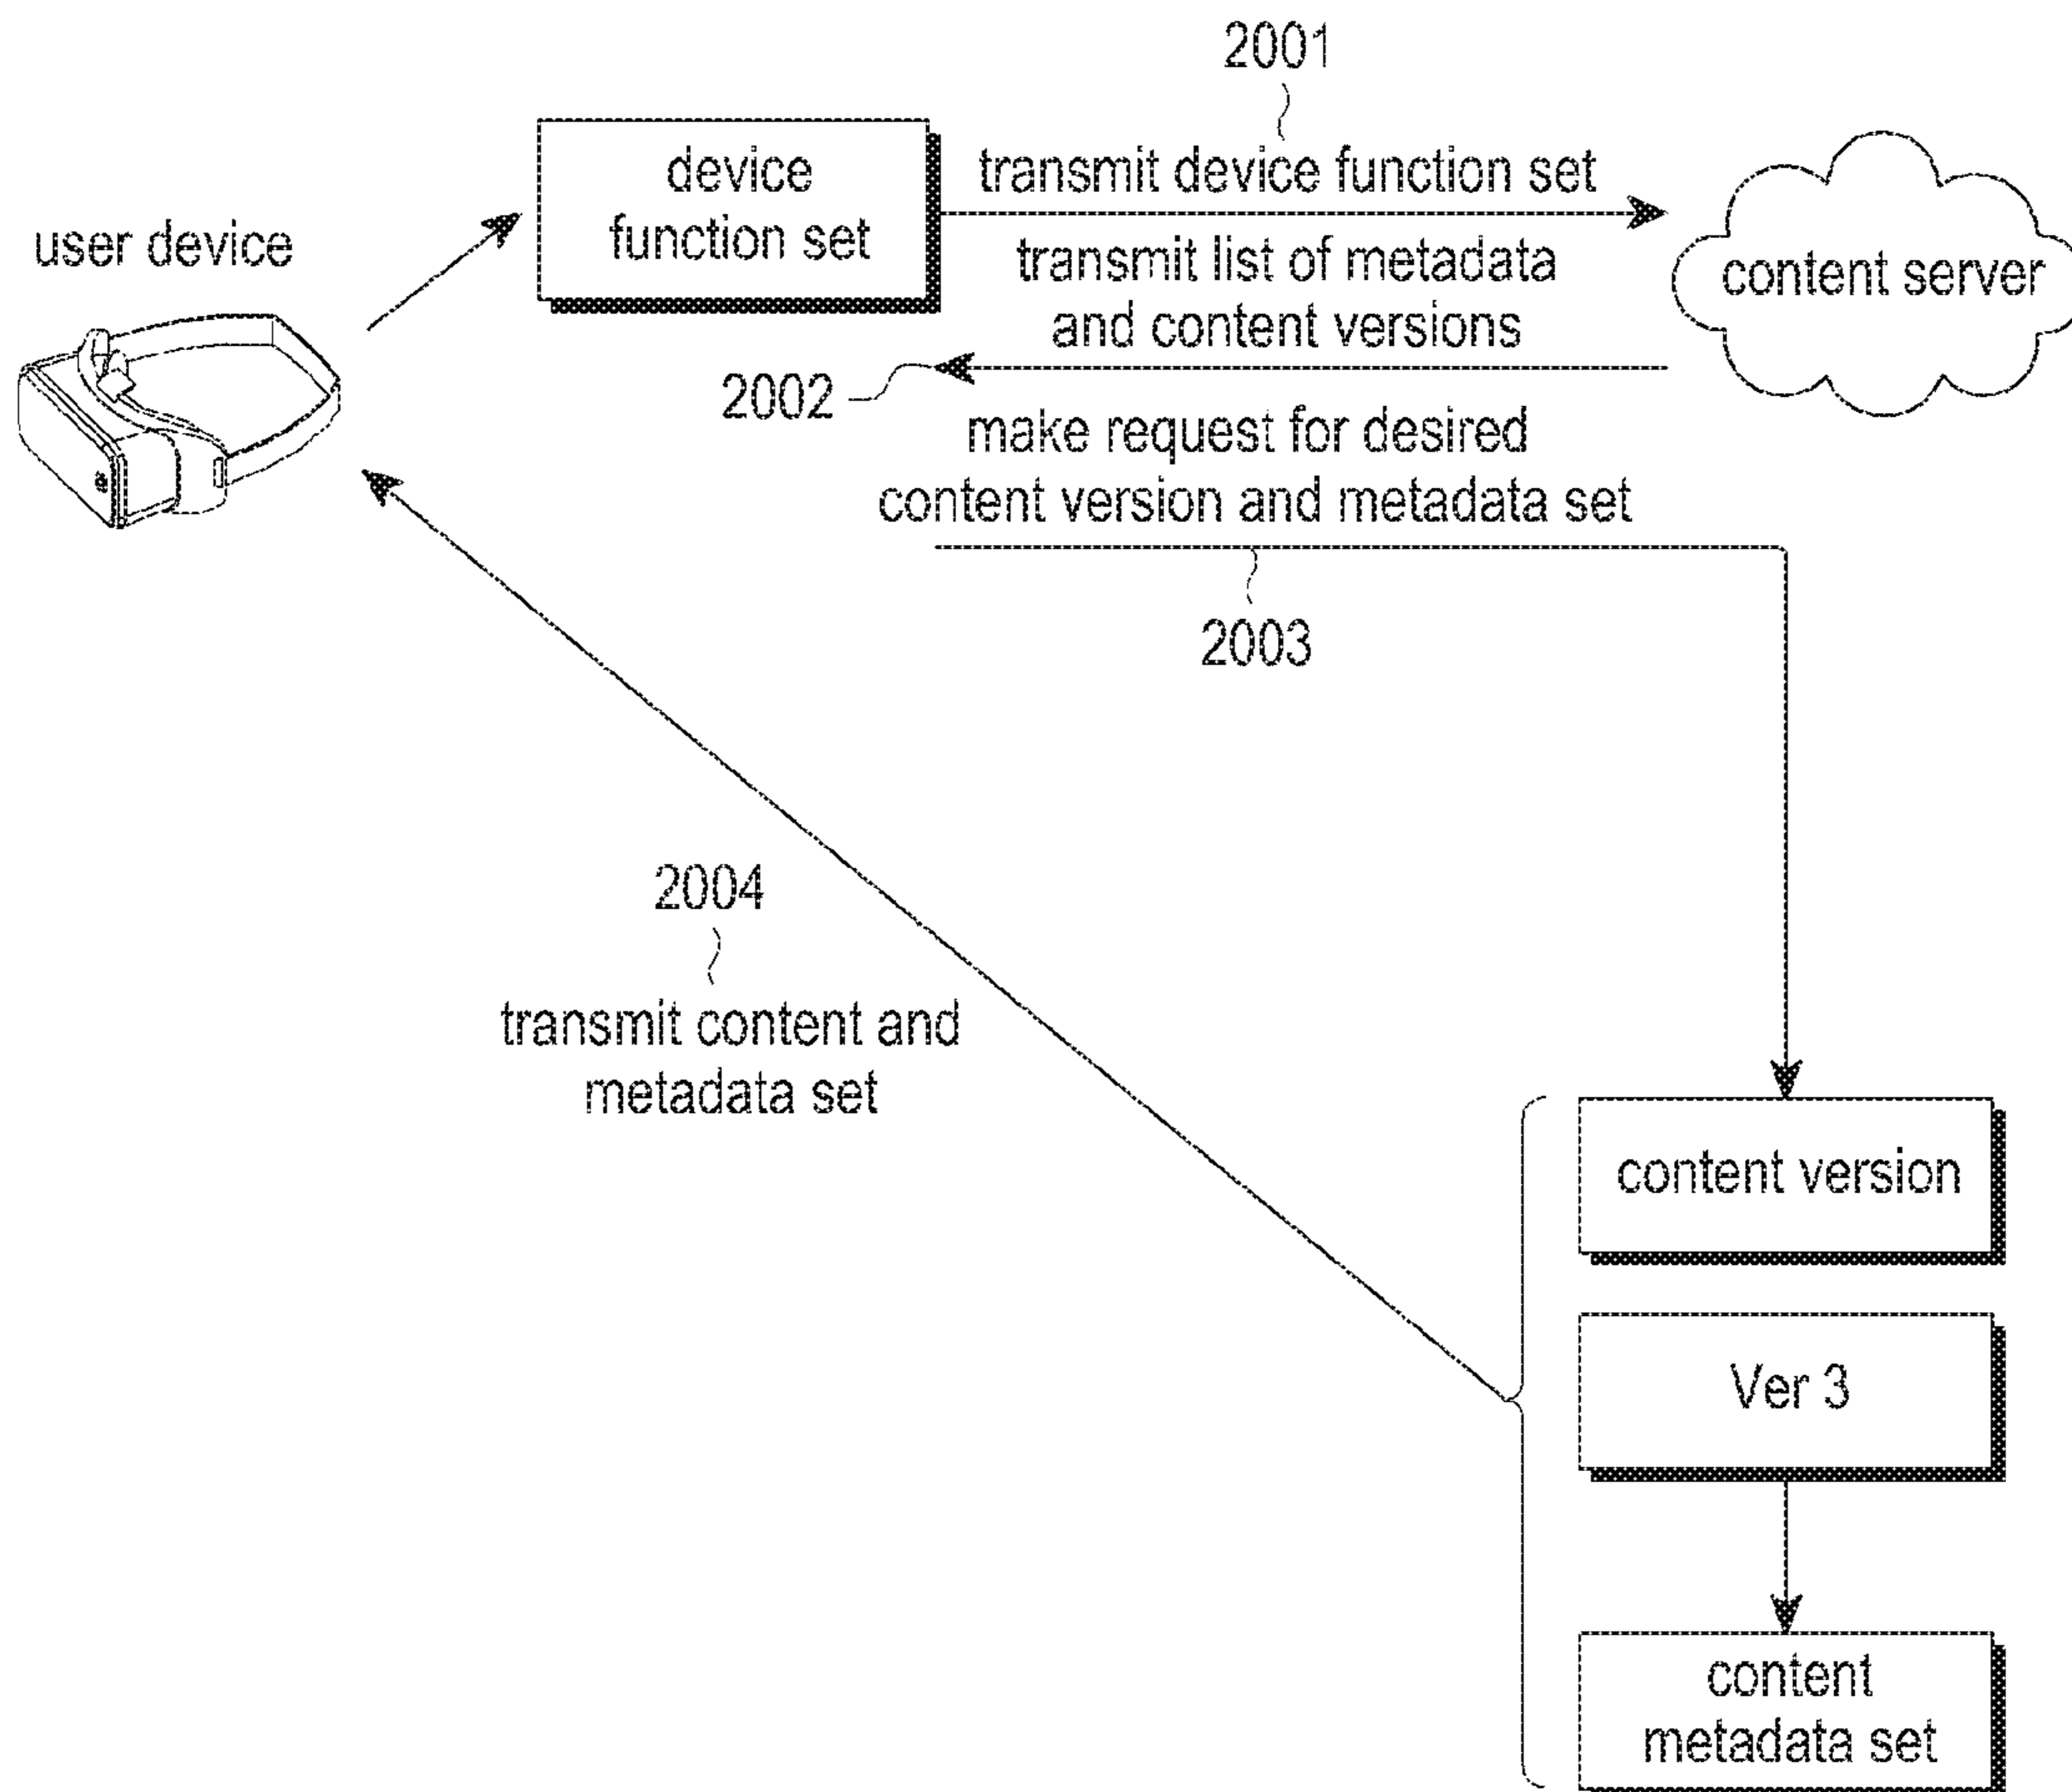 2001
device
function set
transmit device function set
user device
transmit list of metadata
and content versions
content server
2002
make request for desired
content version and metadata set
2003
2004
transmit content and
metadata set
content version
Ver 3
content
metadata set